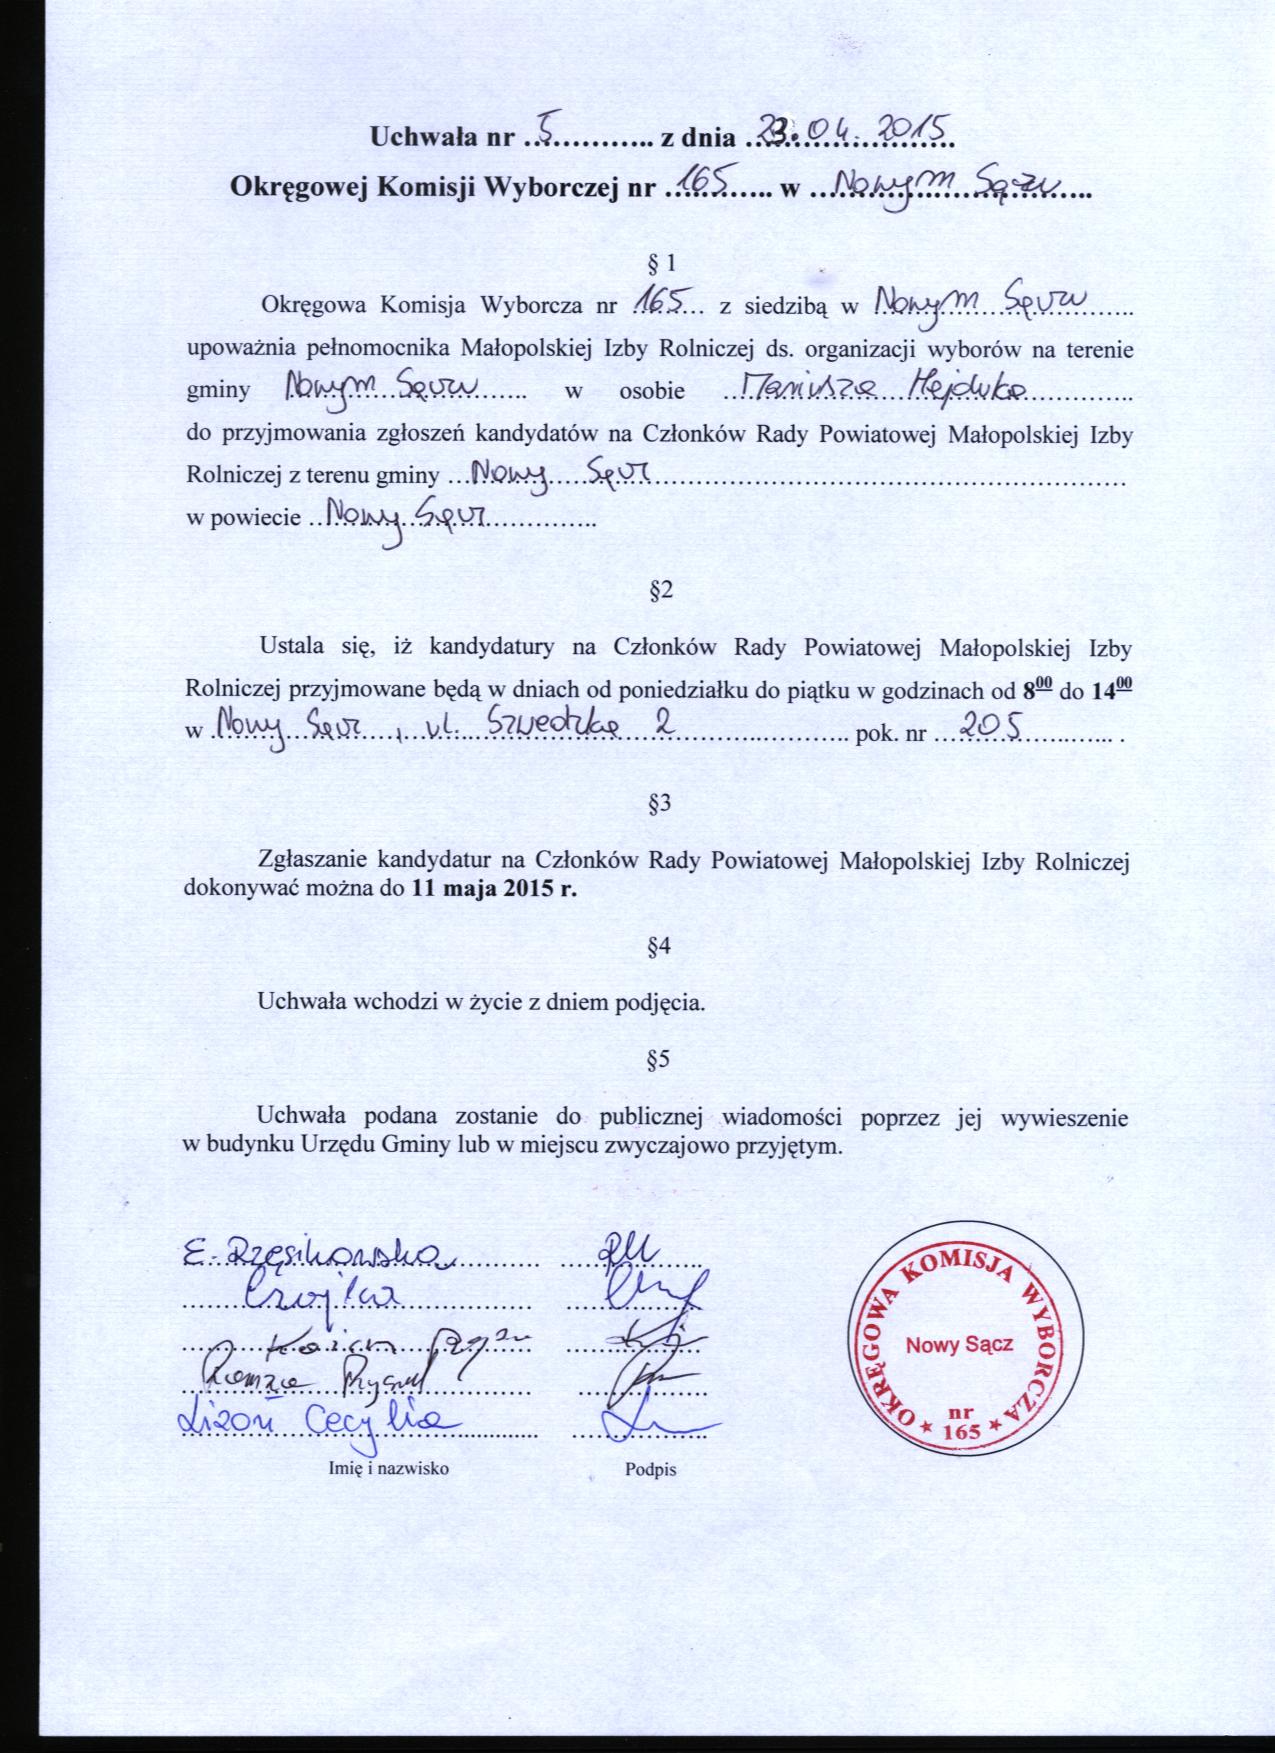 Uchwała nr 5 z dnia 23.04.2015
Okręgowej Komisji Wyborczej nr 165 w Nowym Sączu
§ 1
Okręgowa Komisja Wyborcza nr 165 z siedzibą w Nowym Sączu
upoważnia pełnomocnika Małopolskiej Izby Rolniczej ds. organizacji wyborów na terenie
gminy Nowym Sączu w osobie Mariusza Hejduka
do przyjmowania zgłoszeń kandydatów na Członków Rady Powiatowej Małopolskiej Izby
Rolniczej z terenu gminy Nowy Sącz
w powiecie Nowy Sącz
§2
Ustala się, iż kandydatury na Członków Rady Powiatowej Małopolskiej Izby
Rolniczej przyjmowane będą w dniach od poniedziałku do piątku w godzinach od 8⁰⁰ do 14⁰⁰
w Nowy Sącz, ul. Szwedzka 2 pok. nr 205
§3
Zgłaszanie kandydatur na Członków Rady Powiatowej Małopolskiej Izby Rolniczej
dokonywać można do 11 maja 2015 r.
§4
Uchwała wchodzi w życie z dniem podjęcia.
§5
Uchwała podana zostanie do publicznej wiadomości poprzez jej wywieszenie
w budynku Urzędu Gminy lub w miejscu zwyczajowo przyjętym.
E. Rzęsikowska
Lizoń Cecylia
Imię i nazwisko Podpis
OKRĘGOWA KOMISJA WYBORCZA
Nowy Sącz
nr
165